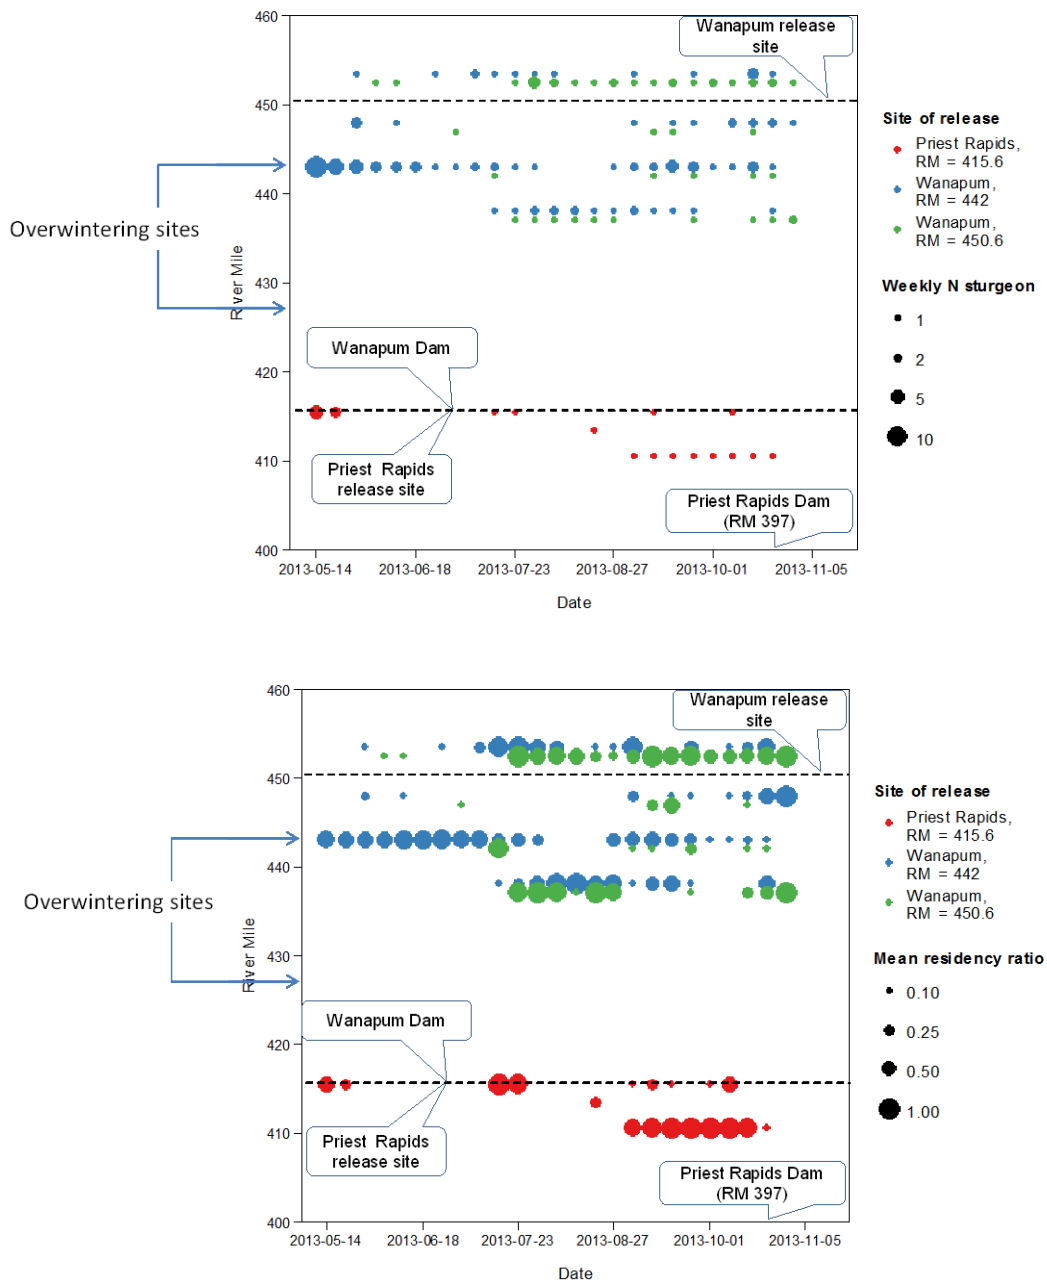 460
450
440
430
420
410
400
River Mile
Overwintering sites
Wanapum release
site
Wanapum Dam
Priest Rapids
release site
Priest Rapids Dam
(RM 397)
2013-05-14
2013-06-18
2013-07-23
2013-08-27
2013-10-01
2013-11-05
Date
Site of release
Priest Rapids,
RM = 415.6
Wanapum,
RM = 442
Wanapum,
RM = 450.6
Weekly N sturgeon
1
2
5
10
460
450
440
430
420
410
400
River Mile
Overwintering sites
Wanapum release
site
Wanapum Dam
Priest Rapids
release site
Priest Rapids Dam
(RM 397)
2013-05-14
2013-06-18
2013-07-23
2013-08-27
2013-10-01
2013-11-05
Date
Site of release
Priest Rapids,
RM = 415.6
Wanapum,
RM = 442
Wanapum,
RM = 450.6
Mean residency ratio
0.10
0.25
0.50
1.00